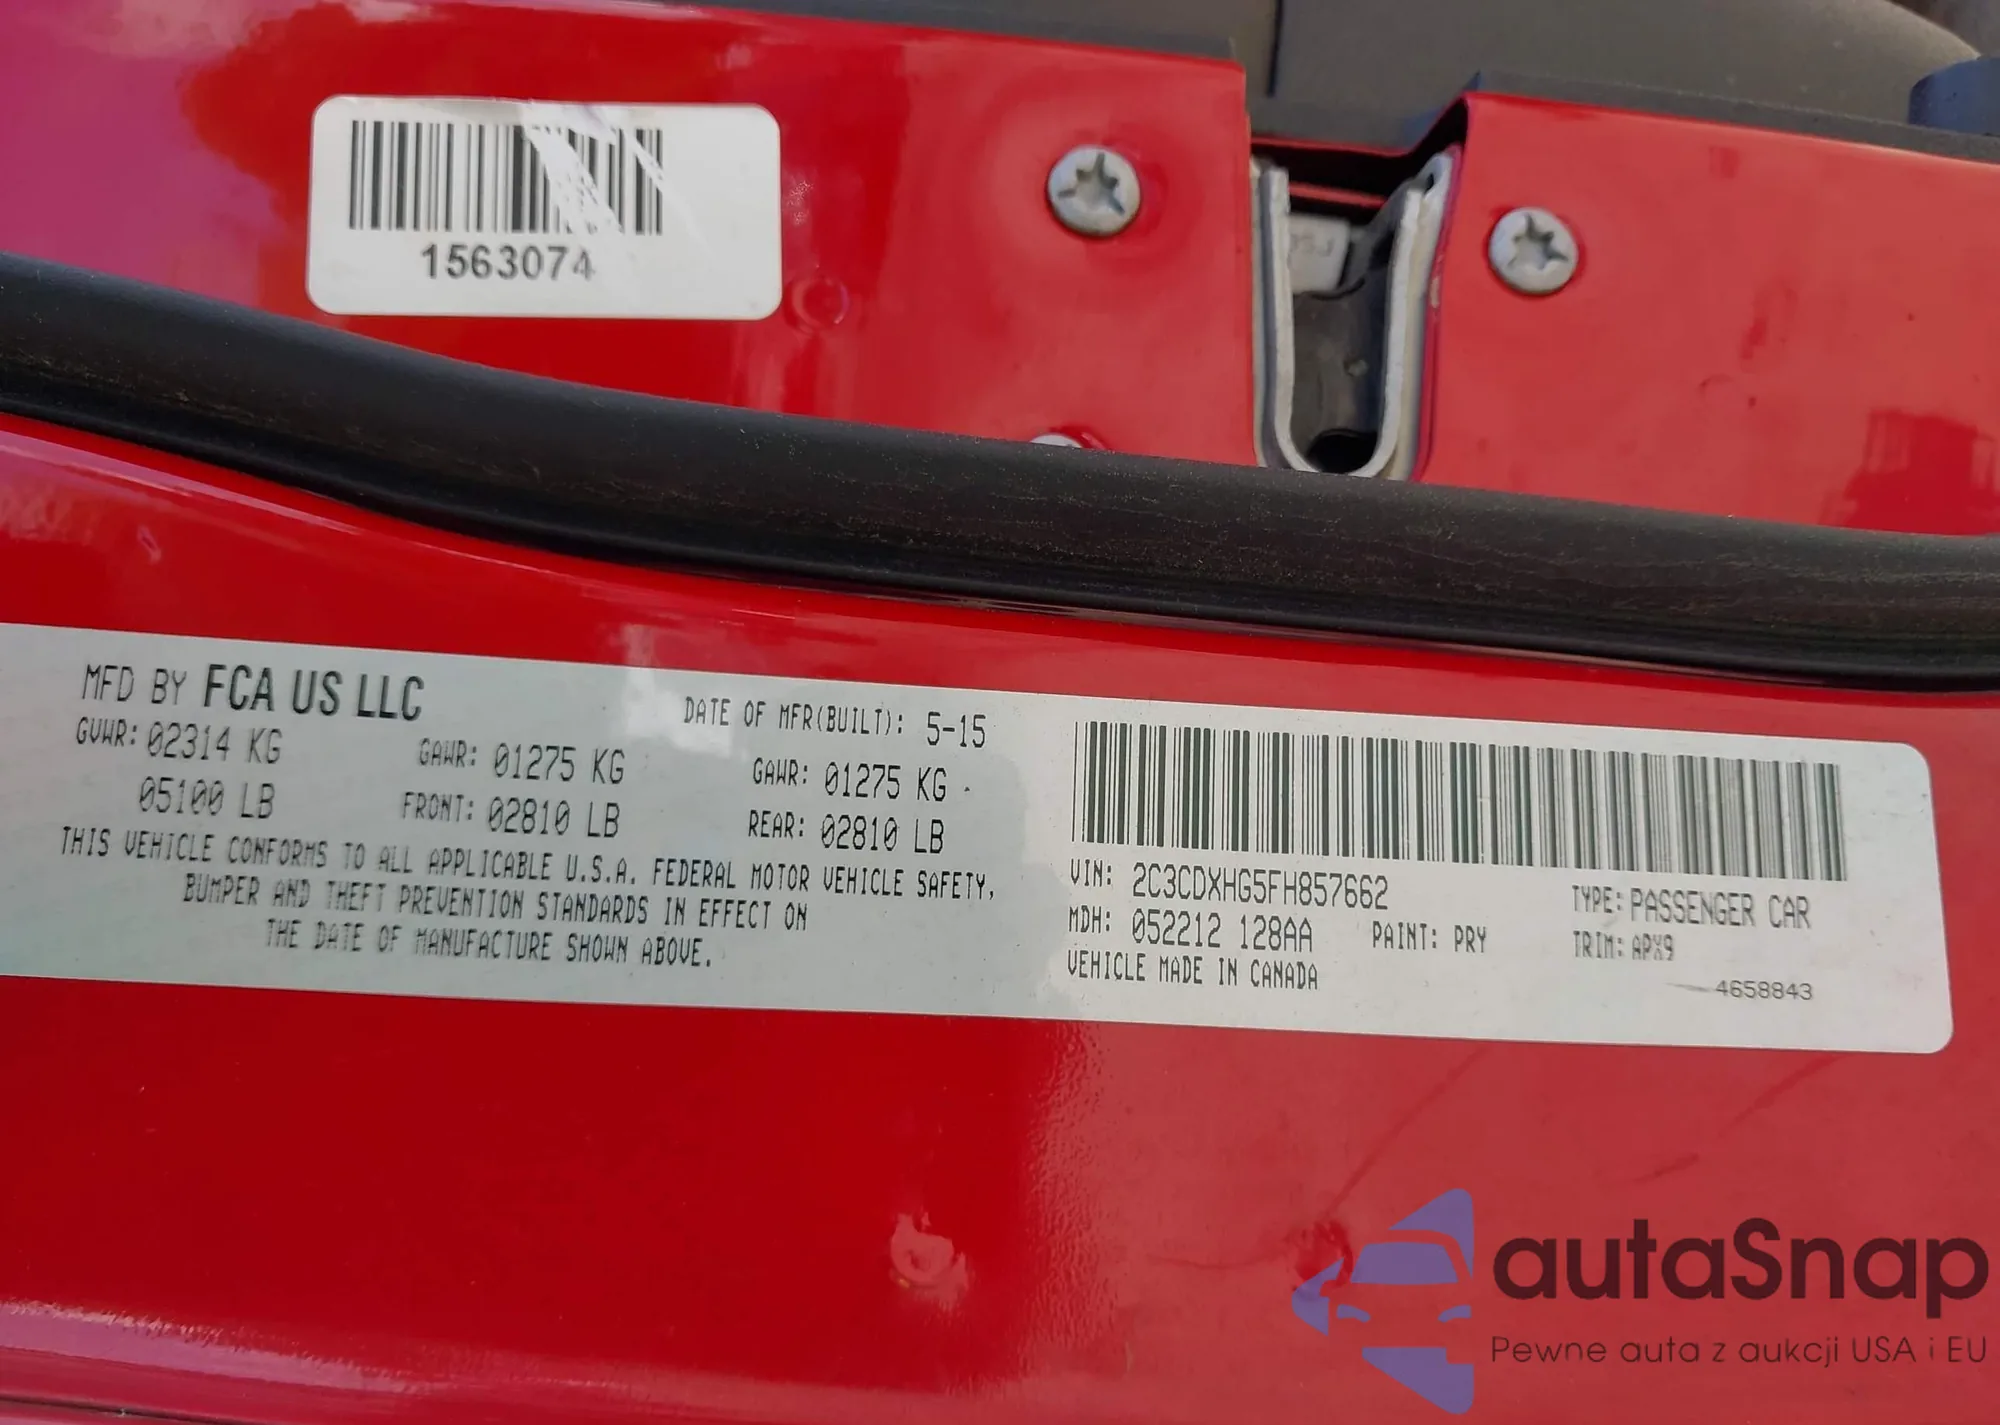 1563074
MFD BY FCA US LLC
DATE OF MFR(BUILT): 5-15
GVWR: 02314 KG
GAWR: 01275 KG
GAWR: 01275 KG
05100 LB
FRONT: 02810 LB
REAR: 02810 LB
THIS VEHICLE CONFORMS TO ALL APPLICABLE U.S.A. FEDERAL MOTOR VEHICLE SAFETY,
BUMPER AND THEFT PREVENTION STANDARDS IN EFFECT ON
THE DATE OF MANUFACTURE SHOWN ABOVE.
VIN: 2C3CDXHG5FH857662
TYPE: PASSENGER CAR
MDH: 052212 128AA
PAINT: PRY
TRIM: APX9
VEHICLE MADE IN CANADA
4658843
autaSnap
Pewne auta z aukcji USA i EU